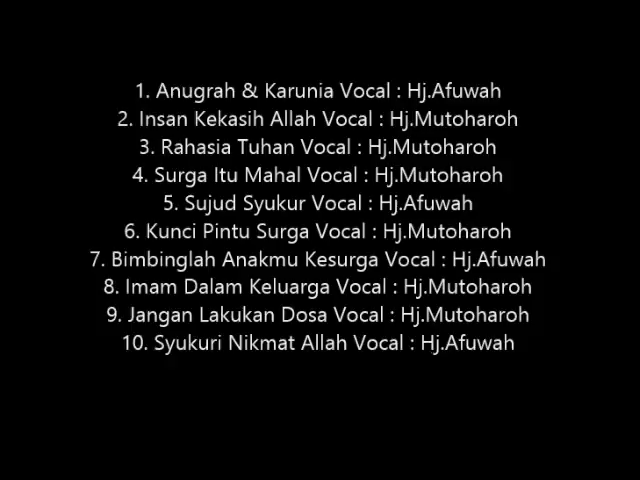 1. Anugrah & Karunia Vocal : Hj.Afuwah
2. Insan Kekasih Allah Vocal : Hj.Mutoharoh
3. Rahasia Tuhan Vocal : Hj.Mutoharoh
4. Surga Itu Mahal Vocal : Hj.Mutoharoh
5. Sujud Syukur Vocal : Hj.Afuwah
6. Kunci Pintu Surga Vocal : Hj.Mutoharoh
7. Bimbinglah Anakmu Kesurga Vocal : Hj.Afuwah
8. Imam Dalam Keluarga Vocal : Hj.Mutoharoh
9. Jangan Lakukan Dosa Vocal : Hj.Mutoharoh
10. Syukuri Nikmat Allah Vocal : Hj.Afuwah